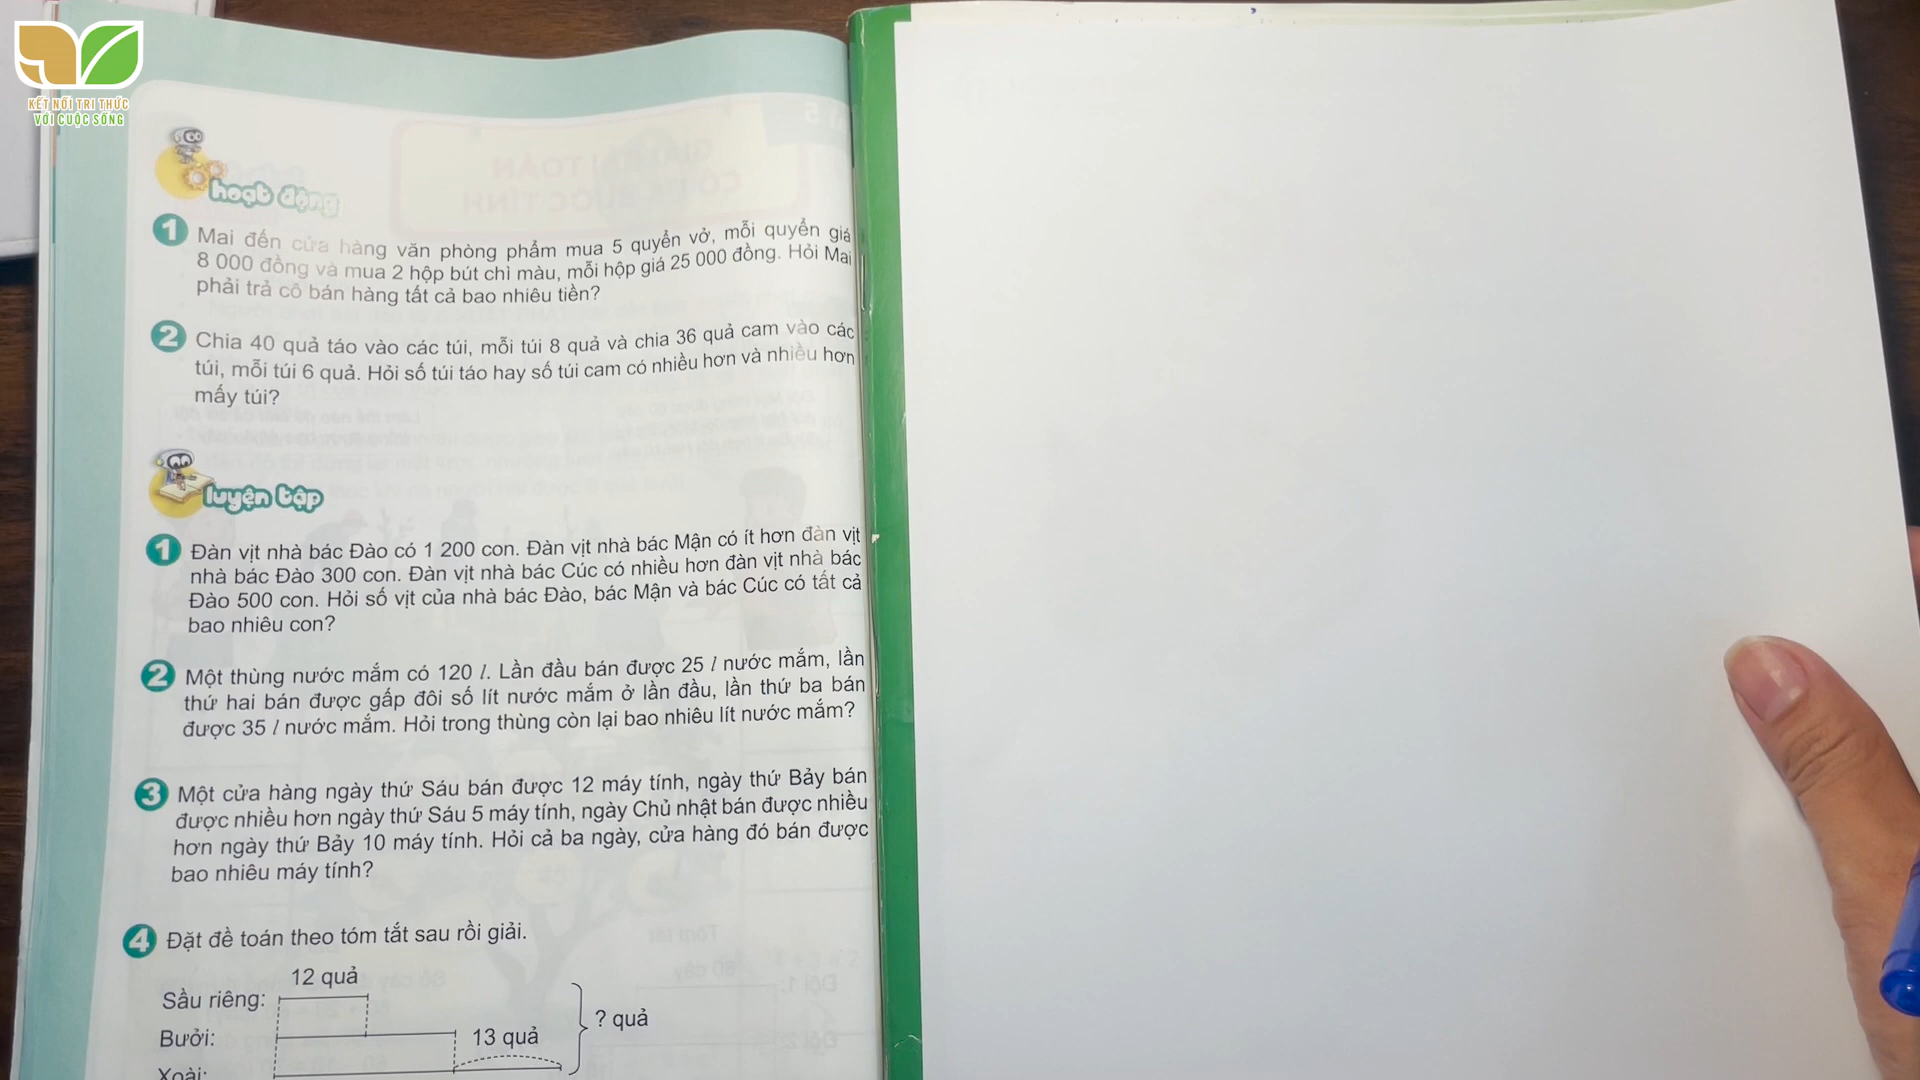 KẾT NỐI TRI THỨC
VỚI CUỘC SỐNG
hoạt động
1 Mai đến cửa hàng văn phòng phẩm mua 5 quyển vở, mỗi quyển giá
8 000 đồng và mua 2 hộp bút chì màu, mỗi hộp giá 25 000 đồng. Hỏi Mai
phải trả cô bán hàng tất cả bao nhiêu tiền?
2 Chia 40 quả táo vào các túi, mỗi túi 8 quả và chia 36 quả cam vào các
túi, mỗi túi 6 quả. Hỏi số túi táo hay số túi cam có nhiều hơn và nhiều hơn
mấy túi?
luyện tập
1 Đàn vịt nhà bác Đào có 1 200 con. Đàn vịt nhà bác Mận có ít hơn đàn vịt
nhà bác Đào 300 con. Đàn vịt nhà bác Cúc có nhiều hơn đàn vịt nhà bác
Đào 500 con. Hỏi số vịt của nhà bác Đào, bác Mận và bác Cúc có tất cả
bao nhiêu con?
2 Một thùng nước mắm có 120 l. Lần đầu bán được 25 l nước mắm, lần
thứ hai bán được gấp đôi số lít nước mắm ở lần đầu, lần thứ ba bán
được 35 l nước mắm. Hỏi trong thùng còn lại bao nhiêu lít nước mắm?
3 Một cửa hàng ngày thứ Sáu bán được 12 máy tính, ngày thứ Bảy bán
được nhiều hơn ngày thứ Sáu 5 máy tính, ngày Chủ nhật bán được nhiều
hơn ngày thứ Bảy 10 máy tính. Hỏi cả ba ngày, cửa hàng đó bán được
bao nhiêu máy tính?
4 Đặt đề toán theo tóm tắt sau rồi giải.
12 quả
Sầu riêng:
? quả
Bưởi:
13 quả
Xoài: